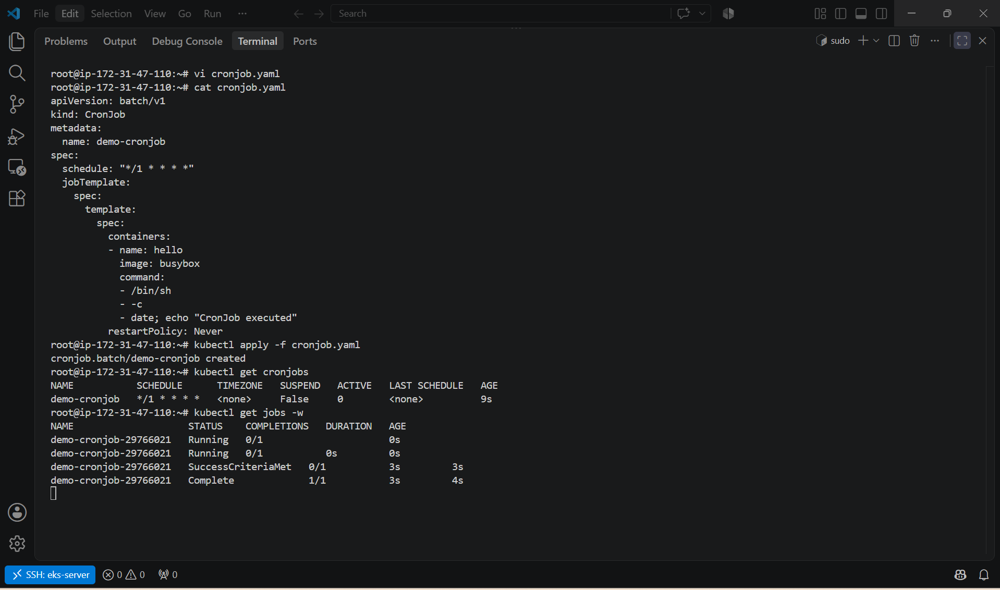 File Edit Selection View Go Run ··· Search
Problems Output Debug Console Terminal Ports sudo
root@ip-172-31-47-110:~# vi cronjob.yaml
root@ip-172-31-47-110:~# cat cronjob.yaml
apiVersion: batch/v1
kind: CronJob
metadata:
  name: demo-cronjob
spec:
  schedule: "*/1 * * * *"
  jobTemplate:
    spec:
      template:
        spec:
          containers:
          - name: hello
            image: busybox
            command:
            - /bin/sh
            - -c
            - date; echo "CronJob executed"
          restartPolicy: Never
root@ip-172-31-47-110:~# kubectl apply -f cronjob.yaml
cronjob.batch/demo-cronjob created
root@ip-172-31-47-110:~# kubectl get cronjobs
NAME           SCHEDULE      TIMEZONE   SUSPEND   ACTIVE   LAST SCHEDULE   AGE
demo-cronjob   */1 * * * *   <none>     False     0        <none>          9s
root@ip-172-31-47-110:~# kubectl get jobs -w
NAME                    STATUS    COMPLETIONS   DURATION   AGE
demo-cronjob-29766021   Running   0/1                      0s
demo-cronjob-29766021   Running   0/1           0s         0s
demo-cronjob-29766021   SuccessCriteriaMet   0/1           3s         3s
demo-cronjob-29766021   Complete             1/1           3s         4s
SSH: eks-server 0 0 0